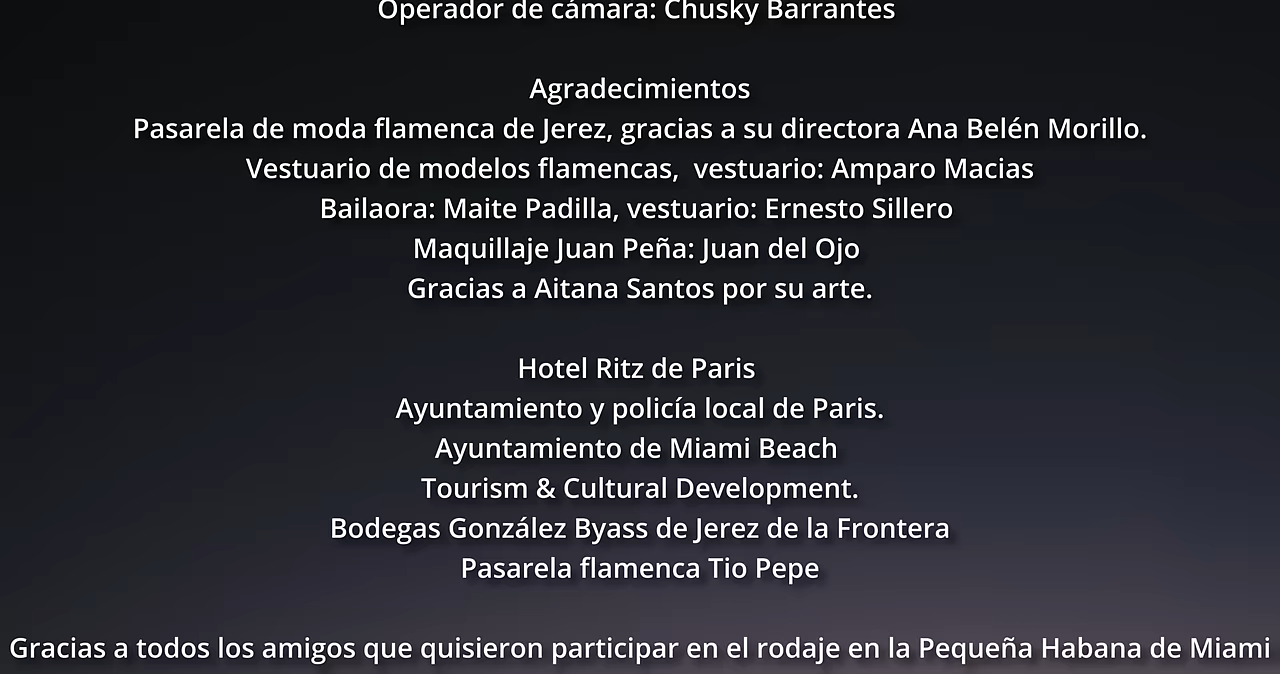 Operador de cámara: Chusky Barrantes
Agradecimientos
Pasarela de moda flamenca de Jerez, gracias a su directora Ana Belén Morillo.
Vestuario de modelos flamencas,  vestuario: Amparo Macias
Bailaora: Maite Padilla, vestuario: Ernesto Sillero
Maquillaje Juan Peña: Juan del Ojo
Gracias a Aitana Santos por su arte.
Hotel Ritz de Paris
Ayuntamiento y policía local de Paris.
Ayuntamiento de Miami Beach
Tourism & Cultural Development.
Bodegas González Byass de Jerez de la Frontera
Pasarela flamenca Tio Pepe
Gracias a todos los amigos que quisieron participar en el rodaje en la Pequeña Habana de Miami